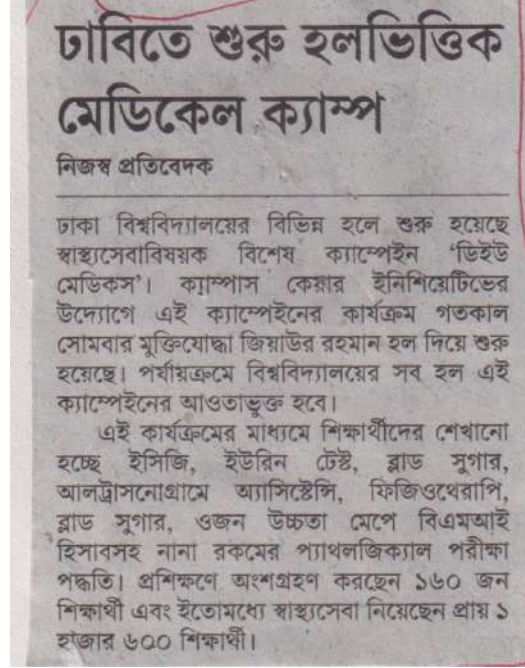 ঢাবিতে শুরু হলভিত্তিক
মেডিকেল ক্যাম্প
নিজস্ব প্রতিবেদক
ঢাকা বিশ্ববিদ্যালয়ের বিভিন্ন হলে শুরু হয়েছে
স্বাস্থ্যসেবাবিষয়ক বিশেষ ক্যাম্পেইন ‘ডিইউ
মেডিকস’। ক্যাম্পাস কেয়ার ইনিশিয়েটিভের
উদ্যোগে এই ক্যাম্পেইনের কার্যক্রম গতকাল
সোমবার মুক্তিযোদ্ধা জিয়াউর রহমান হল দিয়ে শুরু
হয়েছে। পর্যায়ক্রমে বিশ্ববিদ্যালয়ের সব হল এই
ক্যাম্পেইনের আওতাভুক্ত হবে।
এই কার্যক্রমের মাধ্যমে শিক্ষার্থীদের শেখানো
হচ্ছে ইসিজি, ইউরিন টেস্ট, ব্লাড সুগার,
আলট্রাসনোগ্রামে অ্যাসিস্টেন্সি, ফিজিওথেরাপি,
ব্লাড সুগার, ওজন উচ্চতা মেপে বিএমআই
হিসাবসহ নানা রকমের প্যাথলজিক্যাল পরীক্ষা
পদ্ধতি। প্রশিক্ষণে অংশগ্রহণ করছেন ১৬০ জন
শিক্ষার্থী এবং ইতোমধ্যে স্বাস্থ্যসেবা নিয়েছেন প্রায় ১
হাজার ৬০০ শিক্ষার্থী।